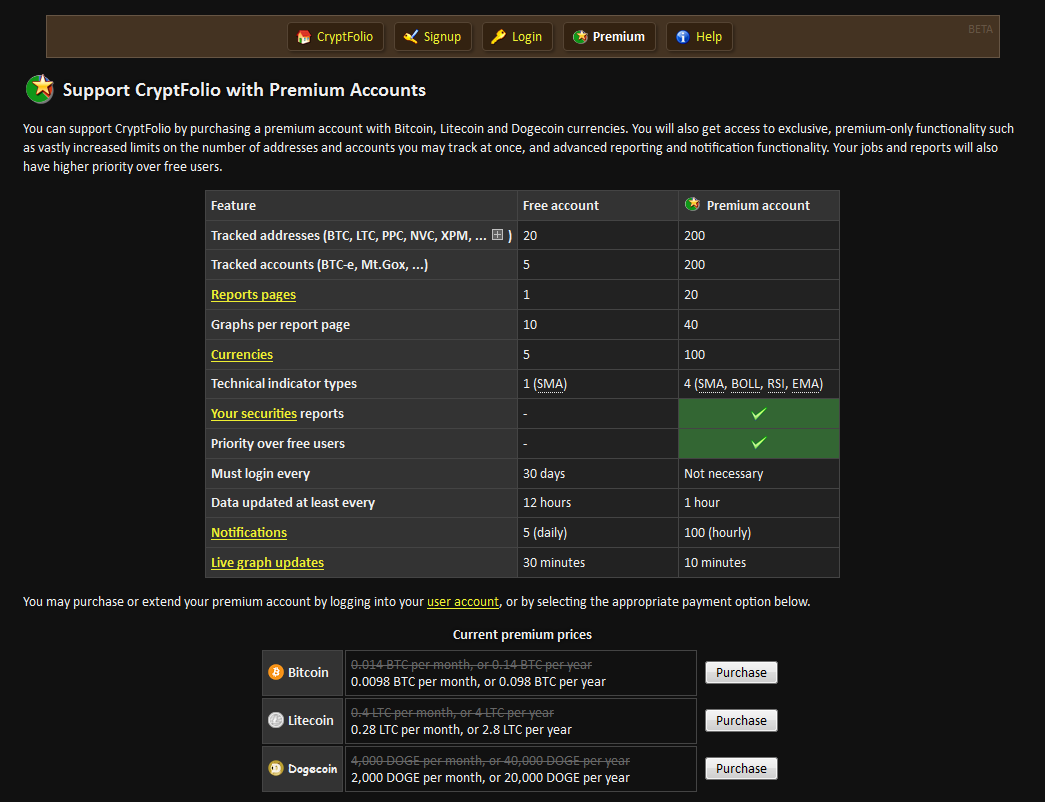 CryptFolio Signup Login Premium Help BETA
Support CryptFolio with Premium Accounts
You can support CryptFolio by purchasing a premium account with Bitcoin, Litecoin and Dogecoin currencies. You will also get access to exclusive, premium-only functionality such
as vastly increased limits on the number of addresses and accounts you may track at once, and advanced reporting and notification functionality. Your jobs and reports will also
have higher priority over free users.
Feature Free account Premium account
Tracked addresses (BTC, LTC, PPC, NVC, XPM, ... ) 20 200
Tracked accounts (BTC-e, Mt.Gox, ...) 5 200
Reports pages 1 20
Graphs per report page 10 40
Currencies 5 100
Technical indicator types 1 (SMA) 4 (SMA, BOLL, RSI, EMA)
Your securities reports -
Priority over free users -
Must login every 30 days Not necessary
Data updated at least every 12 hours 1 hour
Notifications 5 (daily) 100 (hourly)
Live graph updates 30 minutes 10 minutes
You may purchase or extend your premium account by logging into your user account, or by selecting the appropriate payment option below.
Current premium prices
0.014 BTC per month, or 0.14 BTC per year
Bitcoin 0.0098 BTC per month, or 0.098 BTC per year Purchase
0.4 LTC per month, or 4 LTC per year
Litecoin 0.28 LTC per month, or 2.8 LTC per year Purchase
4,000 DOGE per month, or 40,000 DOGE per year
Dogecoin 2,000 DOGE per month, or 20,000 DOGE per year Purchase